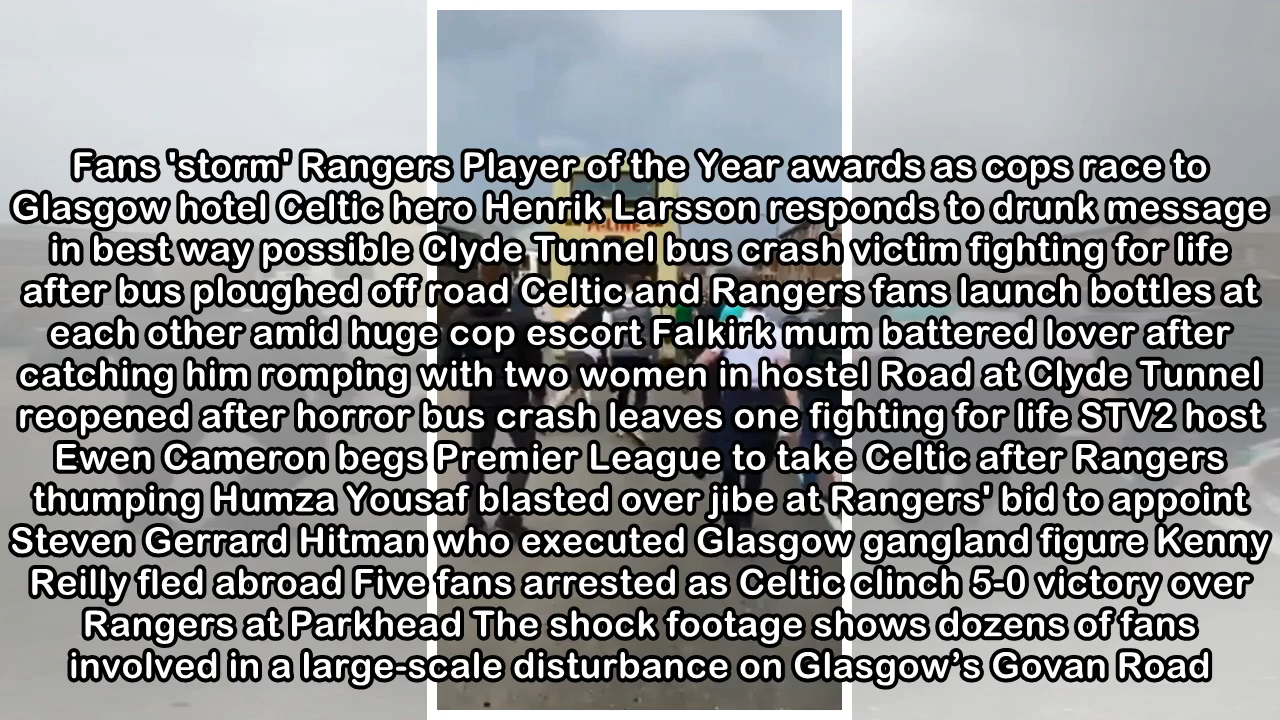 Fans 'storm' Rangers Player of the Year awards as cops race to
Glasgow hotel Celtic hero Henrik Larsson responds to drunk message
in best way possible Clyde Tunnel bus crash victim fighting for life
after bus ploughed off road Celtic and Rangers fans launch bottles at
each other amid huge cop escort Falkirk mum battered lover after
catching him romping with two women in hostel Road at Clyde Tunnel
reopened after horror bus crash leaves one fighting for life STV2 host
Ewen Cameron begs Premier League to take Celtic after Rangers
thumping Humza Yousaf blasted over jibe at Rangers' bid to appoint
Steven Gerrard Hitman who executed Glasgow gangland figure Kenny
Reilly fled abroad Five fans arrested as Celtic clinch 5-0 victory over
Rangers at Parkhead The shock footage shows dozens of fans
involved in a large-scale disturbance on Glasgow’s Govan Road